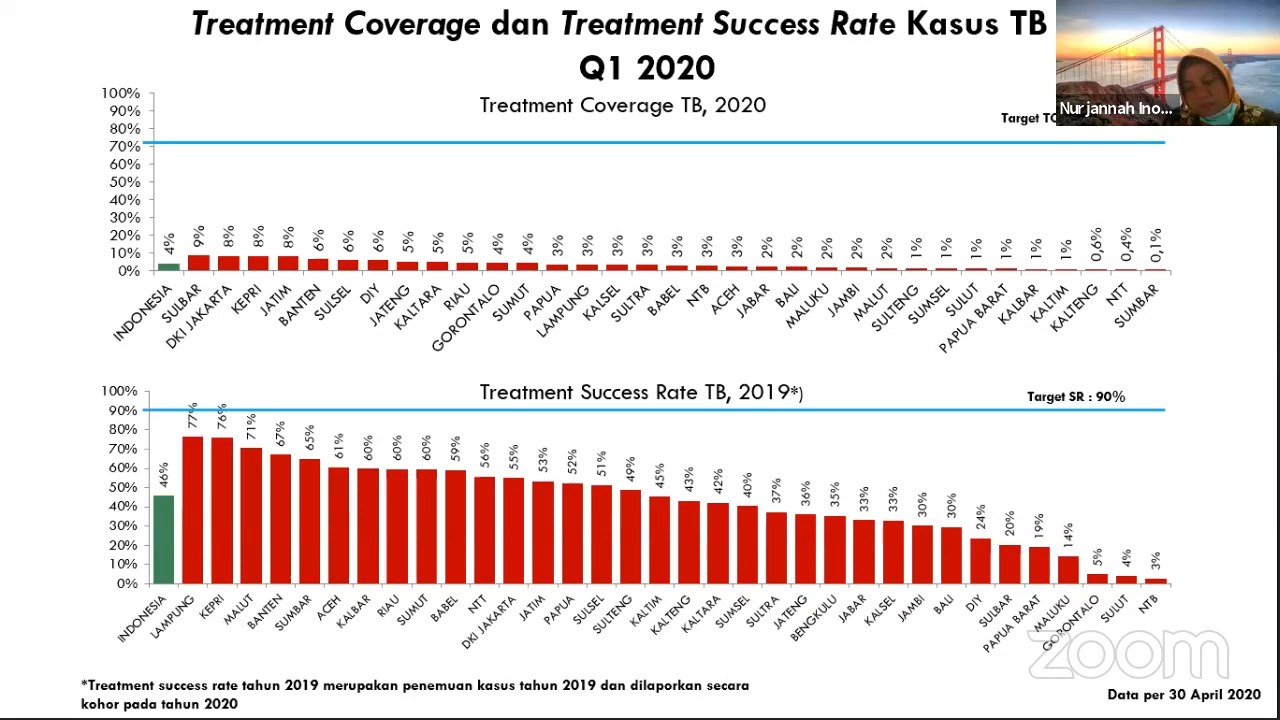 Treatment Coverage dan Treatment Success Rate Kasus TB
Q1 2020
Nurjannah Ino...
Treatment Coverage TB, 2020
Target TC
100%
90%
80%
70%
60%
50%
40%
30%
20%
10%
0%
4% 9% 8% 8% 8% 6% 6% 6% 5% 5% 5% 4% 4% 3% 3% 3% 3% 3% 3% 3% 2% 2% 2% 2% 2% 1% 1% 1% 1% 1% 1% 0,6% 0,4% 0,1%
INDONESIA SULBAR DKI JAKARTA KEPRI JATIM BANTEN SULSEL DIY JATENG KALTARA RIAU GORONTALO SUMUT PAPUA LAMPUNG KALSEL SULTRA BABEL NTB ACEH JABAR BALI MALUKU JAMBI MALUT SULTENG SUMSEL SULUT PAPUA BARAT KALBAR KALTIM KALTENG NTT SUMBAR
Treatment Success Rate TB, 2019*)
Target SR : 90%
100%
90%
80%
70%
60%
50%
40%
30%
20%
10%
0%
46% 77% 76% 71% 67% 65% 61% 60% 60% 60% 59% 56% 55% 53% 52% 51% 49% 45% 43% 42% 40% 37% 36% 35% 33% 33% 30% 30% 24% 20% 19% 14% 5% 4% 3%
INDONESIA LAMPUNG KEPRI MALUT BANTEN SUMBAR ACEH KALBAR RIAU SUMUT BABEL NTT DKI JAKARTA JATIM PAPUA SULSEL SULTENG KALTIM KALTENG KALTARA SUMSEL SULTRA JATENG BENGKULU JABAR KALSEL JAMBI BALI DIY SULBAR PAPUA BARAT MALUKU GORONTALO SULUT NTB
zoom
*Treatment success rate tahun 2019 merupakan penemuan kasus tahun 2019 dan dilaporkan secara
kohor pada tahun 2020
Data per 30 April 2020